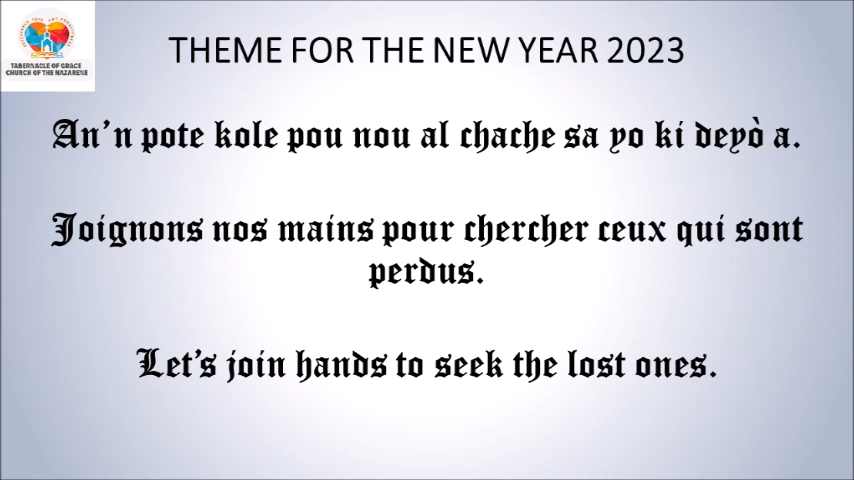 TABERNACLE OF GRACE
CHURCH OF THE NAZARENE
THEME FOR THE NEW YEAR 2023
An’n pote kole pou nou al chache sa yo ki deyò a.
Joignons nos mains pour chercher ceux qui sont
perdus.
Let’s join hands to seek the lost ones.